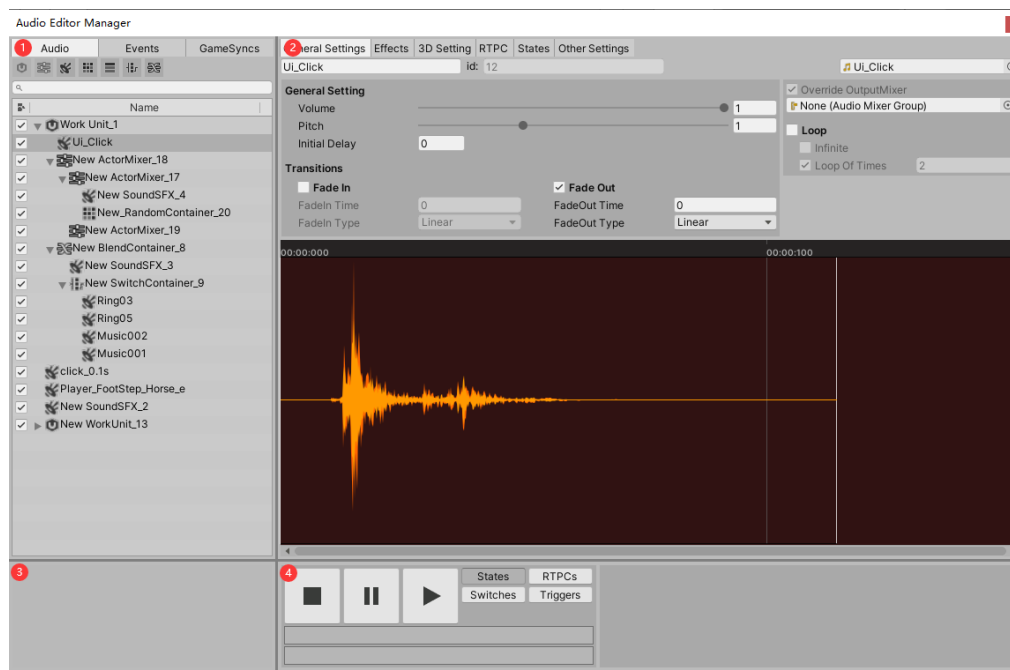 Audio Editor Manager
1 Audio Events GameSyncs
Name
Work Unit_1
Ui_Click
New ActorMixer_18
New ActorMixer_17
New SoundSFX_4
New_RandomContainer_20
New ActorMixer_19
New BlendContainer_8
New SoundSFX_3
New SwitchContainer_9
Ring03
Ring05
Music002
Music001
click_0.1s
Player_FootStep_Horse_e
New SoundSFX_2
New WorkUnit_13
2 eral Settings Effects 3D Setting RTPC States Other Settings
Ui_Click id: 12 Ui_Click
General Setting
Volume 1
Pitch 1
Initial Delay 0
Transitions
Fade In Fade Out
FadeIn Time 0 FadeOut Time 0
FadeIn Type Linear FadeOut Type Linear
Override OutputMixer
None (Audio Mixer Group)
Loop
Infinite
Loop Of Times 2
00:00:000 00:00:100
3
4
States RTPCs
Switches Triggers